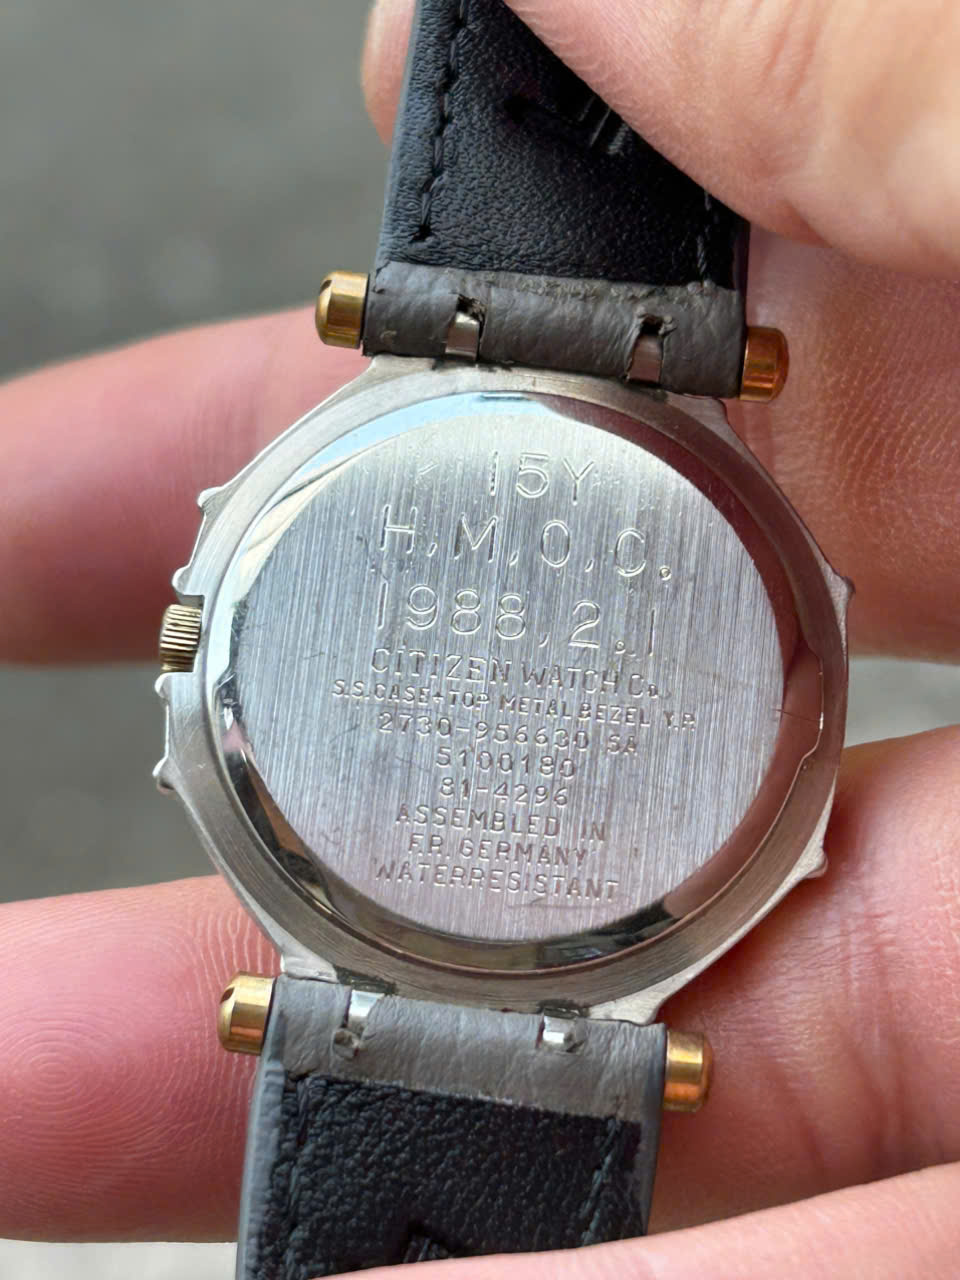 15Y
H.M.O.C.
1988.2.1
CITIZEN WATCH Co.
S.S.CASE+TOP METAL BEZEL Y.P.
2730-956630 SA
5100180
81-4296
ASSEMBLED IN
F.R. GERMANY
WATERRESISTANT